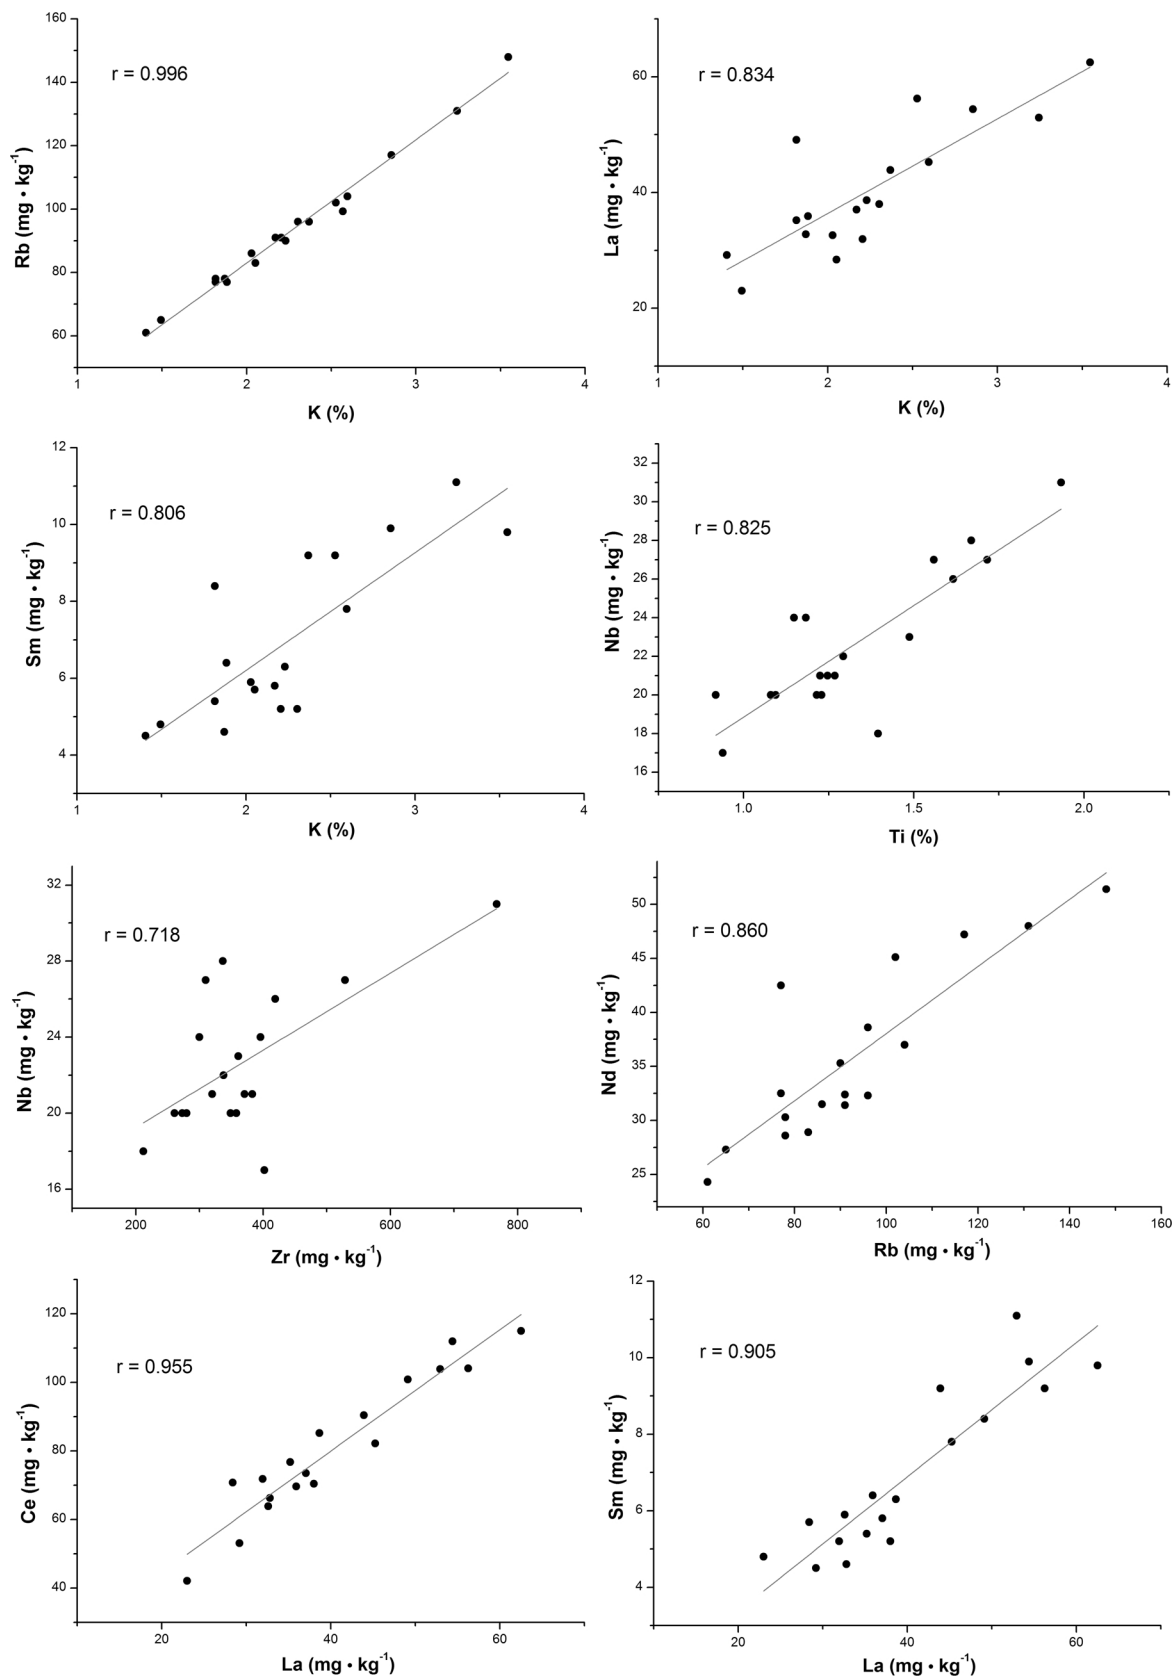 160
140
120
100
80
60
Rb (mg • kg-1)
r = 0.996
1 2 3 4
K (%)
60
40
20
La (mg • kg-1)
r = 0.834
1 2 3 4
K (%)
12
10
8
6
4
Sm (mg • kg-1)
r = 0.806
1 2 3 4
K (%)
32
30
28
26
24
22
20
18
16
Nb (mg • kg-1)
r = 0.825
1.0 1.5 2.0
Ti (%)
32
28
24
20
16
Nb (mg • kg-1)
r = 0.718
200 400 600 800
Zr (mg • kg-1)
50
45
40
35
30
25
Nd (mg • kg-1)
r = 0.860
60 80 100 120 140 160
Rb (mg • kg-1)
120
100
80
60
40
Ce (mg • kg-1)
r = 0.955
20 40 60
La (mg • kg-1)
12
10
8
6
4
Sm (mg • kg-1)
r = 0.905
20 40 60
La (mg • kg-1)